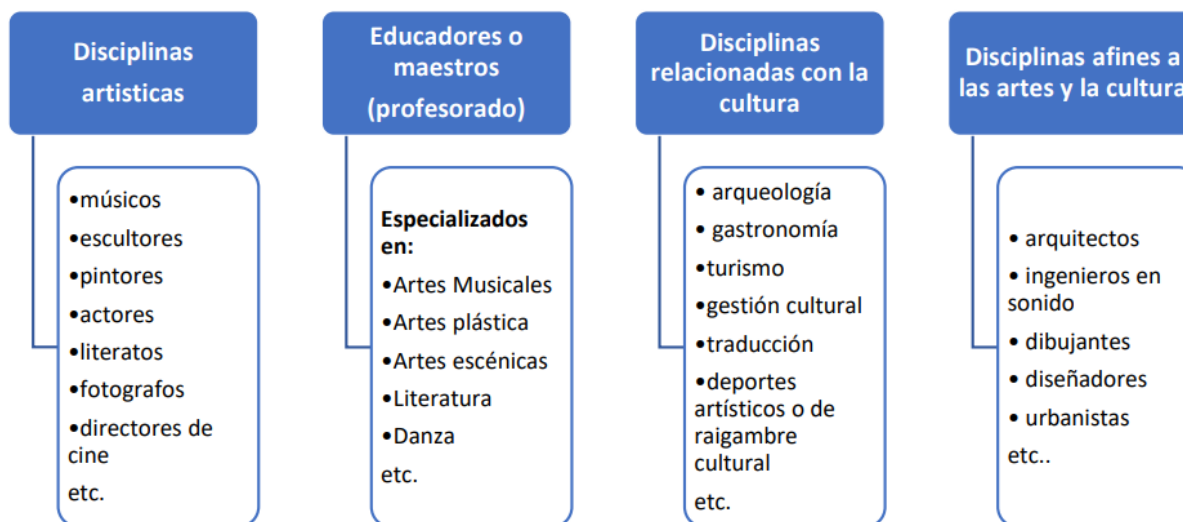 Disciplinas
artisticas
•músicos
•escultores
•pintores
•actores
•literatos
•fotografos
•directores de
cine
etc.
Educadores o
maestros
(profesorado)
Especializados
en:
•Artes Musicales
•Artes plástica
•Artes escénicas
•Literatura
•Danza
etc.
Disciplinas
relacionadas con la
cultura
• arqueología
• gastronomía
•turismo
•gestión cultural
•traducción
•deportes
artísticos o de
raigambre
cultural
etc.
Disciplinas afines a
las artes y la cultura
• arquitectos
• ingenieros en
sonido
• dibujantes
• diseñadores
• urbanistas
etc..